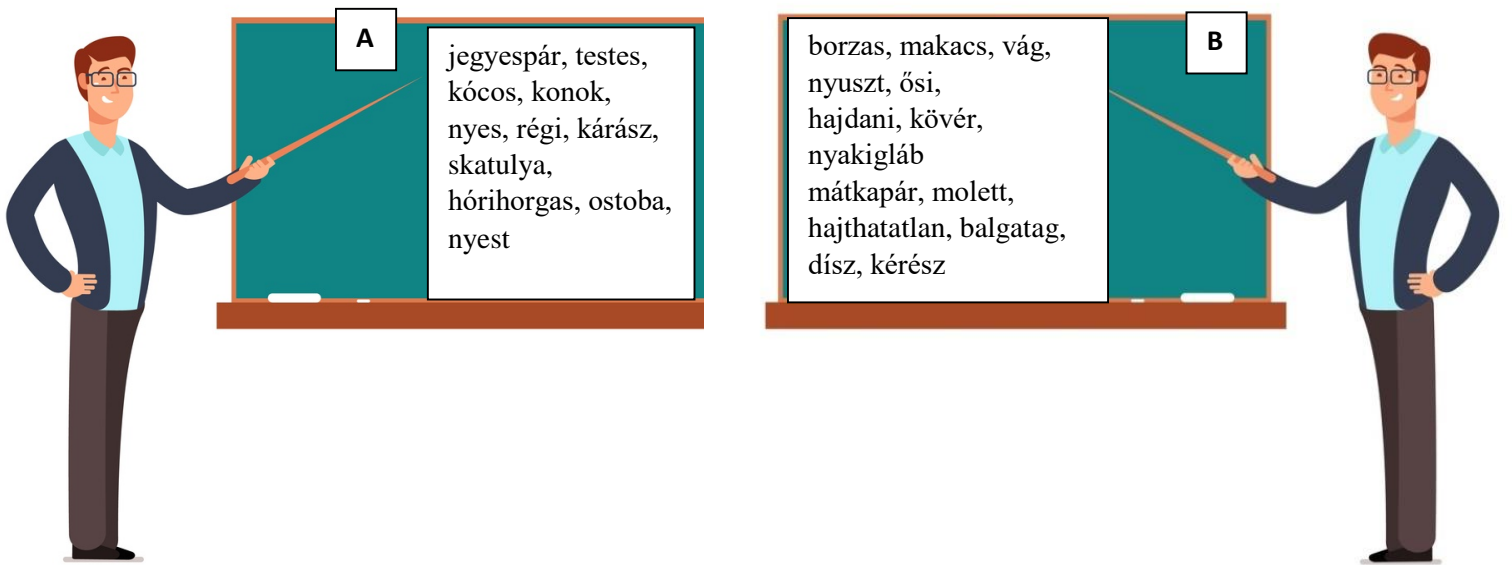 A
jegyespár, testes,
kócos, konok,
nyes, régi, kárász,
skatulya,
hórihorgas, ostoba,
nyest
B
borzas, makacs, vág,
nyuszt, ősi,
hajdani, kövér,
nyakigláb
mátkapár, molett,
hajthatatlan, balgatag,
dísz, kérész